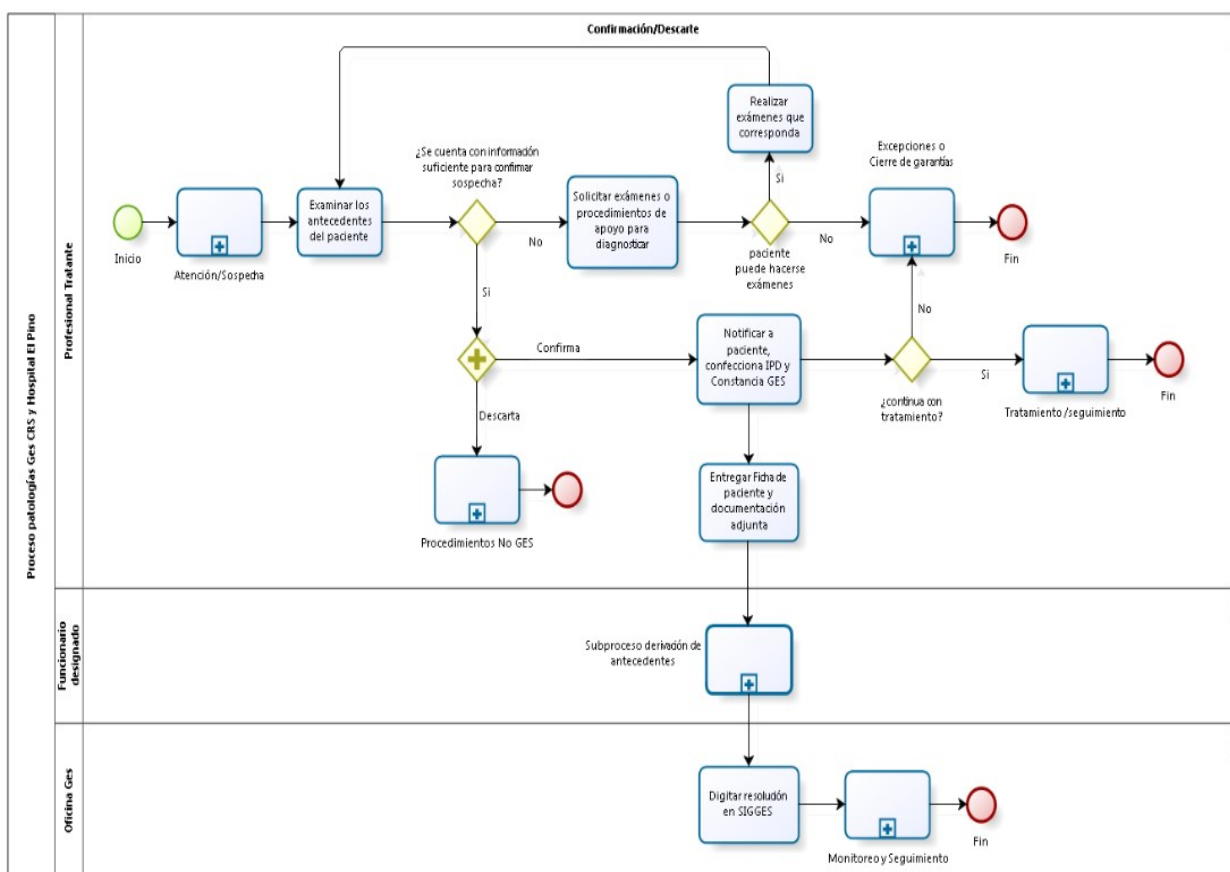 Confirmación/Descarte
Proceso patologías Ges CRS y Hospital El Pino
Profesional Tratante
Inicio
Atención/Sospecha
Examinar los
antecedentes
del paciente
¿Se cuenta con información
suficiente para confirmar
sospecha?
No
Si
Solicitar exámenes o
procedimientos de
apoyo para
diagnosticar
Realizar
exámenes que
corresponda
Si
paciente
puede hacerse
exámenes
No
Excepciones o
Cierre de garantías
Fin
Confirma
Descarta
Procedimientos No GES
Notificar a
paciente,
confecciona IPD y
Constancia GES
¿continua con
tratamiento?
No
Si
Tratamiento /seguimiento
Fin
Entregar Ficha de
paciente y
documentación
adjunta
Funcionario
designado
Subproceso derivación de
antecedentes
Oficina Ges
Digitar resolución
en SIGGES
Monitoreo y Seguimiento
Fin